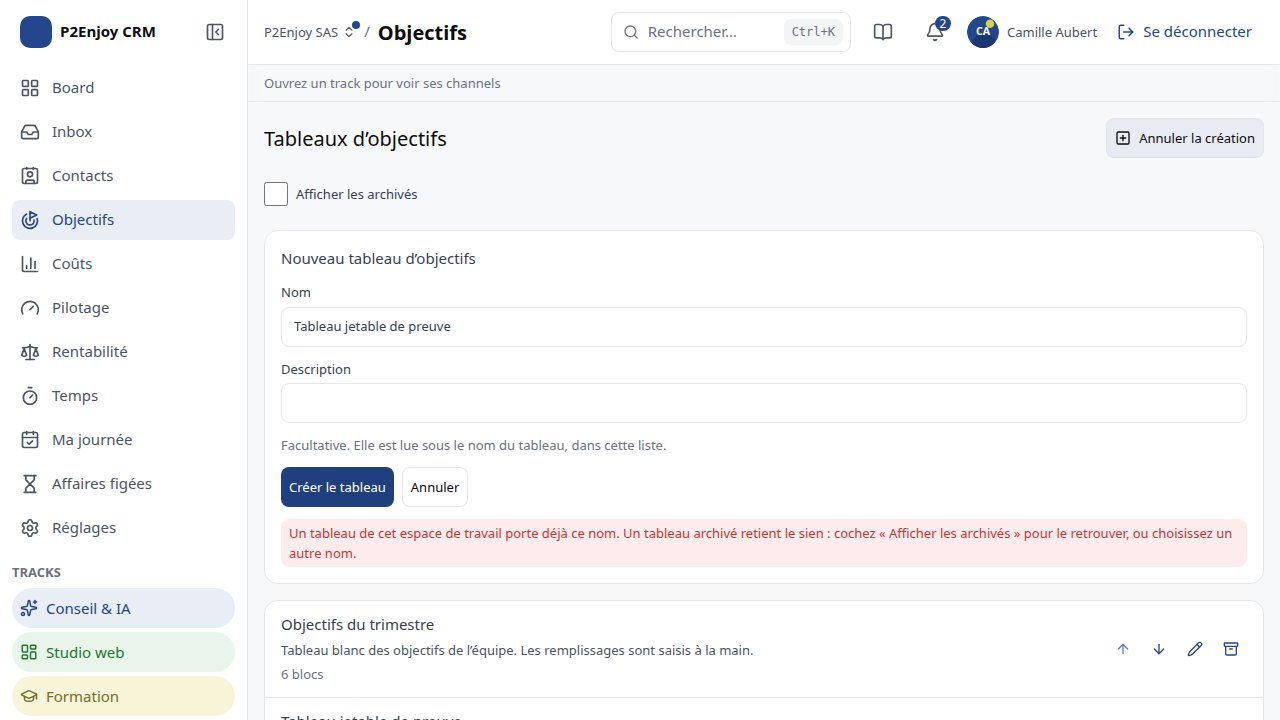 P2Enjoy CRM
P2Enjoy SAS / Objectifs
Rechercher... Ctrl+K
2
CA Camille Aubert
Se déconnecter
Board
Inbox
Contacts
Objectifs
Coûts
Pilotage
Rentabilité
Temps
Ma journée
Affaires figées
Réglages
TRACKS
Conseil & IA
Studio web
Formation
Ouvrez un track pour voir ses channels
Tableaux d’objectifs
Annuler la création
Afficher les archivés
Nouveau tableau d’objectifs
Nom
Tableau jetable de preuve
Description
Facultative. Elle est lue sous le nom du tableau, dans cette liste.
Créer le tableau Annuler
Un tableau de cet espace de travail porte déjà ce nom. Un tableau archivé retient le sien : cochez « Afficher les archivés » pour le retrouver, ou choisissez un
autre nom.
Objectifs du trimestre
Tableau blanc des objectifs de l’équipe. Les remplissages sont saisis à la main.
6 blocs
Tableau jetable de preuve